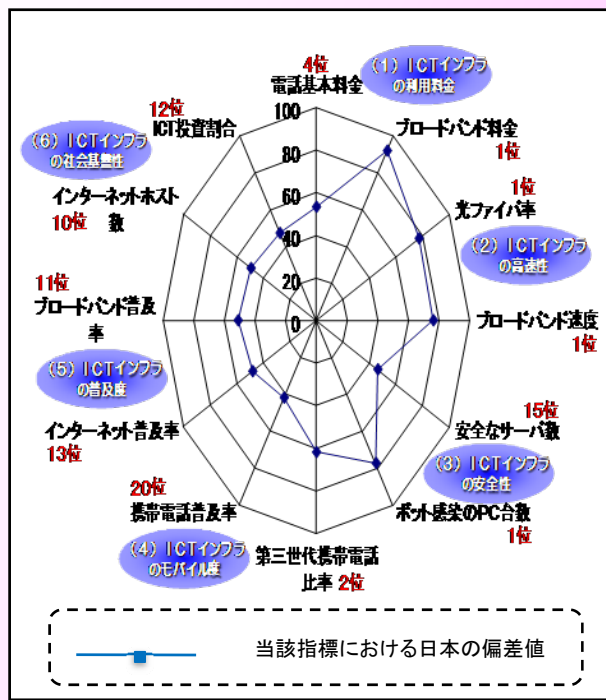 4位
電話基本料金
(1) ICTインフラ
の利用料金
ブロードバンド料金
1位
1位
光ファイバ率
(2) ICTインフラ
の高速性
ブロードバンド速度
1位
15位
安全なサーバ数
(3) ICTインフラ
の安全性
ボット感染のPC台数
1位
第三世代携帯電話
比率 2位
20位
携帯電話普及率
(4) ICTインフラ
のモバイル度
インターネット普及率
13位
(5) ICTインフラ
の普及度
11位
ブロードバンド普及
率
インターネットホスト
10位 数
(6) ICTインフラ
の社会基盤性
12位
ICT投資割合
100
80
60
40
20
0
当該指標における日本の偏差値